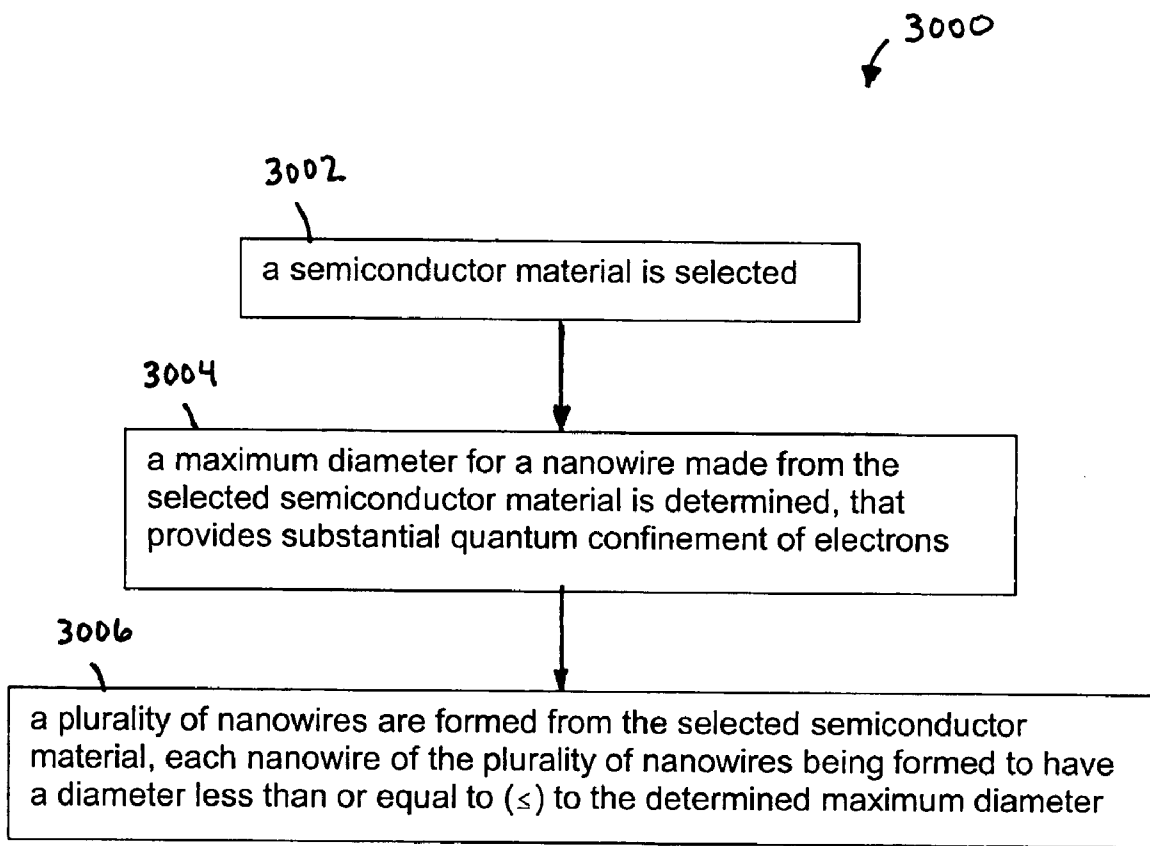 3000
3002
a semiconductor material is selected
3004
a maximum diameter for a nanowire made from the
selected semiconductor material is determined, that
provides substantial quantum confinement of electrons
3006
a plurality of nanowires are formed from the selected semiconductor
material, each nanowire of the plurality of nanowires being formed to have
a diameter less than or equal to (≤) to the determined maximum diameter